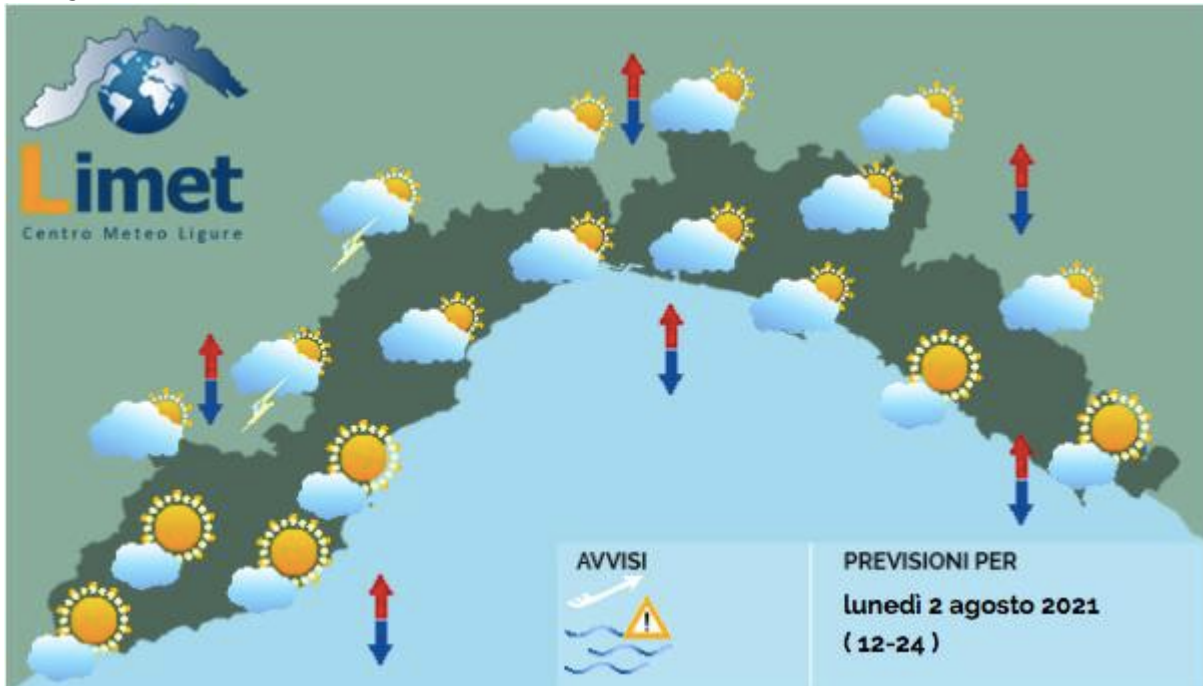 Limet
Centro Meteo Ligure
AVVISI
PREVISIONI PER
lunedì 2 agosto 2021
( 12-24 )